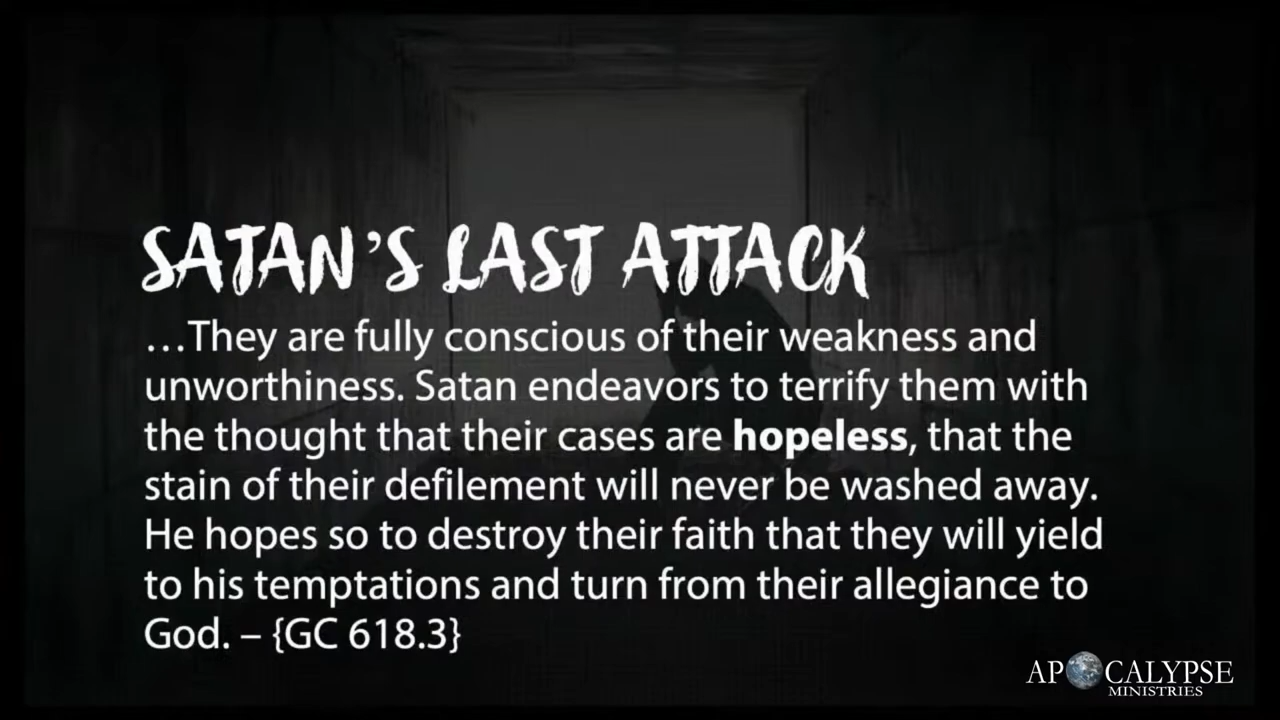 SATAN'S LAST ATTACK
…They are fully conscious of their weakness and
unworthiness. Satan endeavors to terrify them with
the thought that their cases are hopeless, that the
stain of their defilement will never be washed away.
He hopes so to destroy their faith that they will yield
to his temptations and turn from their allegiance to
God. – {GC 618.3}
APOCALYPSE
MINISTRIES